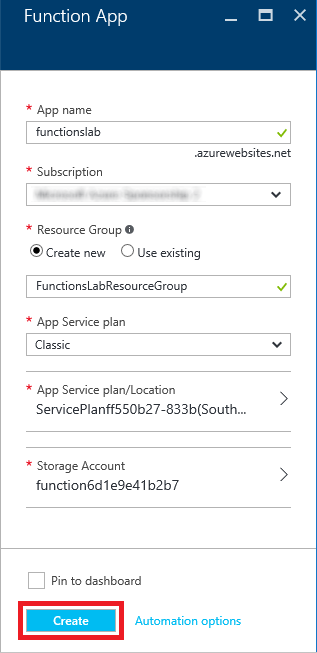 Function App
* App name
functionslab
.azurewebsites.net
* Subscription
* Resource Group
Create new Use existing
FunctionsLabResourceGroup
* App Service plan
Classic
* App Service plan/Location
ServicePlanff550b27-833b(South...
* Storage Account
function6d1e9e41b2b7
Pin to dashboard
Create Automation options